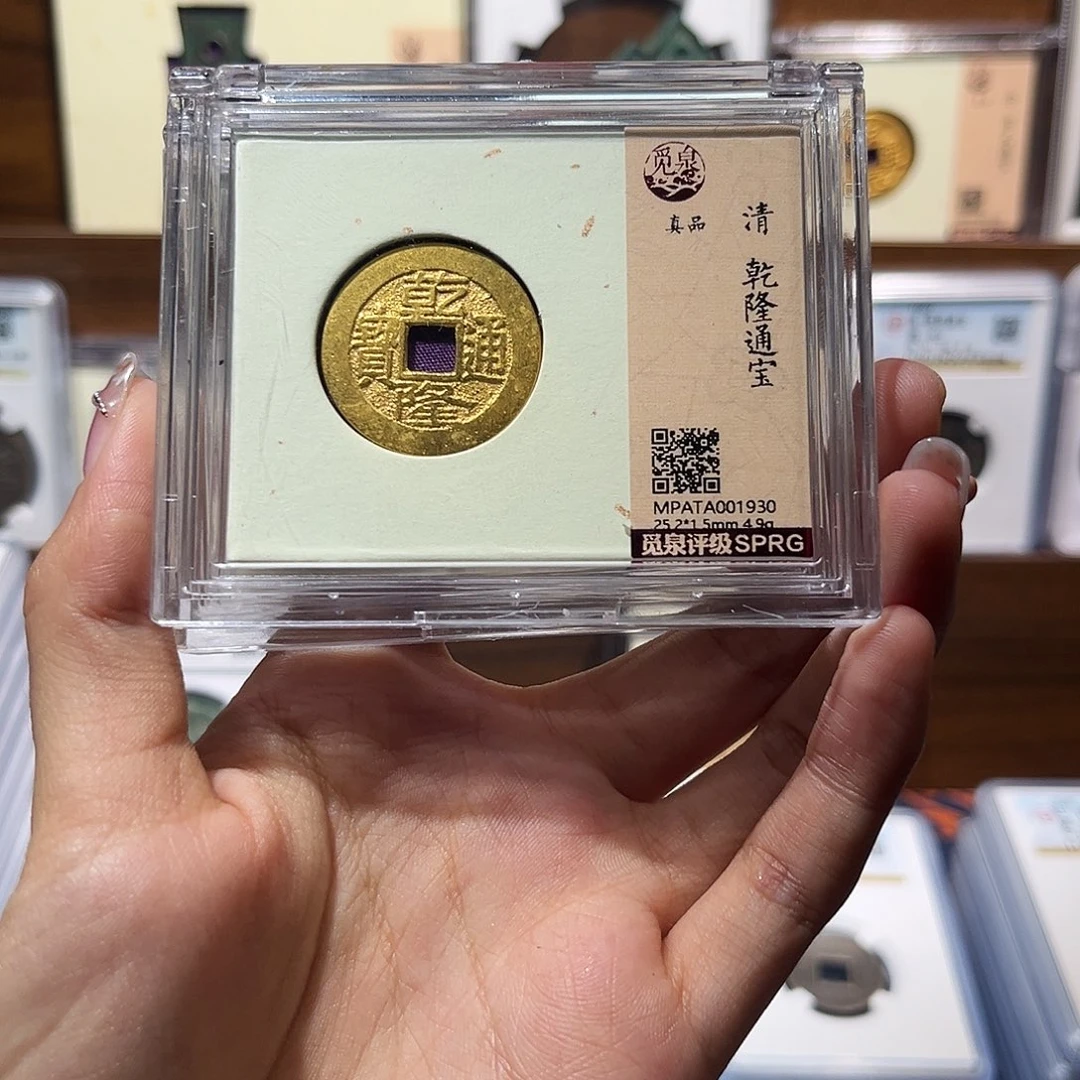 乾
隆
通
寳
觅泉
真品
清 乾隆通宝
MPATA001930
25.2*1.5mm 4.9g
觅泉评级SPRG